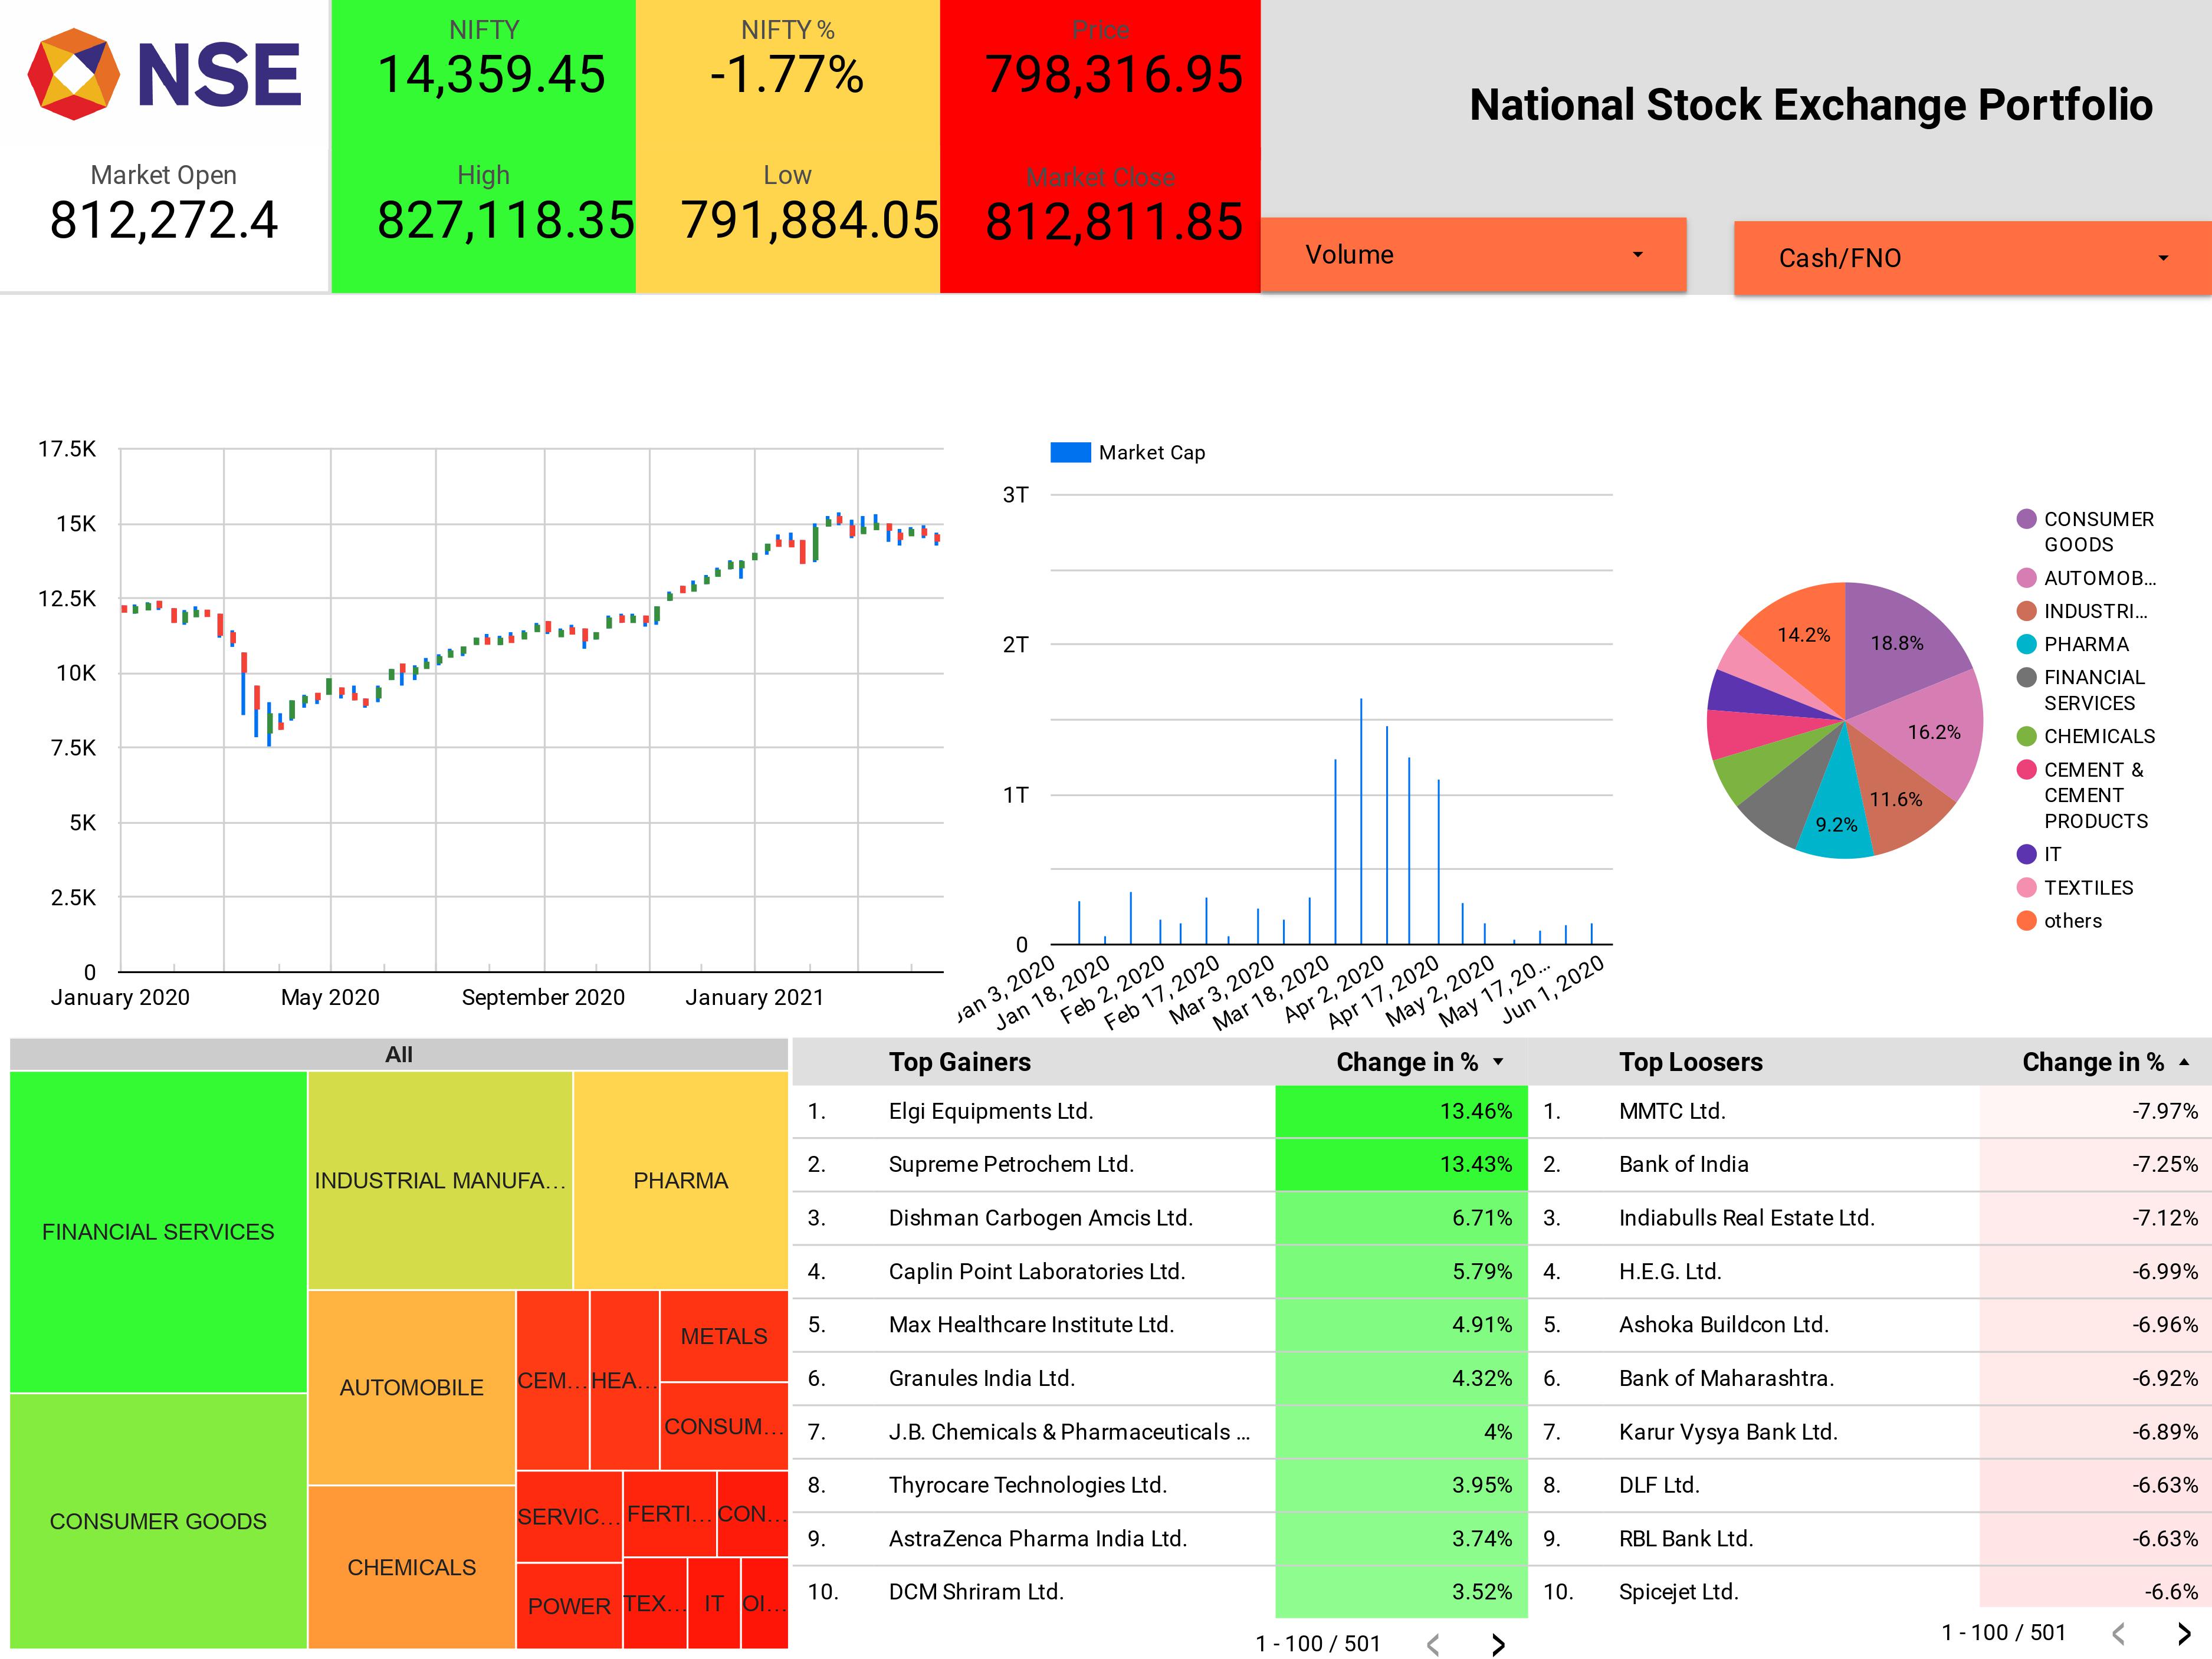 NSE
NIFTY
14,359.45
NIFTY %
-1.77%
Price
798,316.95
National Stock Exchange Portfolio
Market Open
812,272.4
High
827,118.35
Low
791,884.05
Market Close
812,811.85
Volume
Cash/FNO
17.5K
15K
12.5K
10K
7.5K
5K
2.5K
0
January 2020
May 2020
September 2020
January 2021
Market Cap
3T
2T
1T
0
Jan 3, 2020
Jan 18, 2020
Feb 2, 2020
Feb 17, 2020
Mar 3, 2020
Mar 18, 2020
Apr 2, 2020
Apr 17, 2020
May 2, 2020
May 17, 20...
Jun 1, 2020
14.2%
18.8%
16.2%
11.6%
9.2%
CONSUMER
GOODS
AUTOMOB...
INDUSTRI...
PHARMA
FINANCIAL
SERVICES
CHEMICALS
CEMENT &
CEMENT
PRODUCTS
IT
TEXTILES
others
All
FINANCIAL SERVICES
CONSUMER GOODS
INDUSTRIAL MANUFA...
PHARMA
AUTOMOBILE
CHEMICALS
CEM...
HEA...
METALS
CONSUM...
SERVIC...
FERTI...
CON...
POWER
TEX...
IT
OI...
Top Gainers Change in %
1. Elgi Equipments Ltd. 13.46%
2. Supreme Petrochem Ltd. 13.43%
3. Dishman Carbogen Amcis Ltd. 6.71%
4. Caplin Point Laboratories Ltd. 5.79%
5. Max Healthcare Institute Ltd. 4.91%
6. Granules India Ltd. 4.32%
7. J.B. Chemicals & Pharmaceuticals ... 4%
8. Thyrocare Technologies Ltd. 3.95%
9. AstraZenca Pharma India Ltd. 3.74%
10. DCM Shriram Ltd. 3.52%
1 - 100 / 501
Top Loosers Change in %
1. MMTC Ltd. -7.97%
2. Bank of India -7.25%
3. Indiabulls Real Estate Ltd. -7.12%
4. H.E.G. Ltd. -6.99%
5. Ashoka Buildcon Ltd. -6.96%
6. Bank of Maharashtra. -6.92%
7. Karur Vysya Bank Ltd. -6.89%
8. DLF Ltd. -6.63%
9. RBL Bank Ltd. -6.63%
10. Spicejet Ltd. -6.6%
1 - 100 / 501